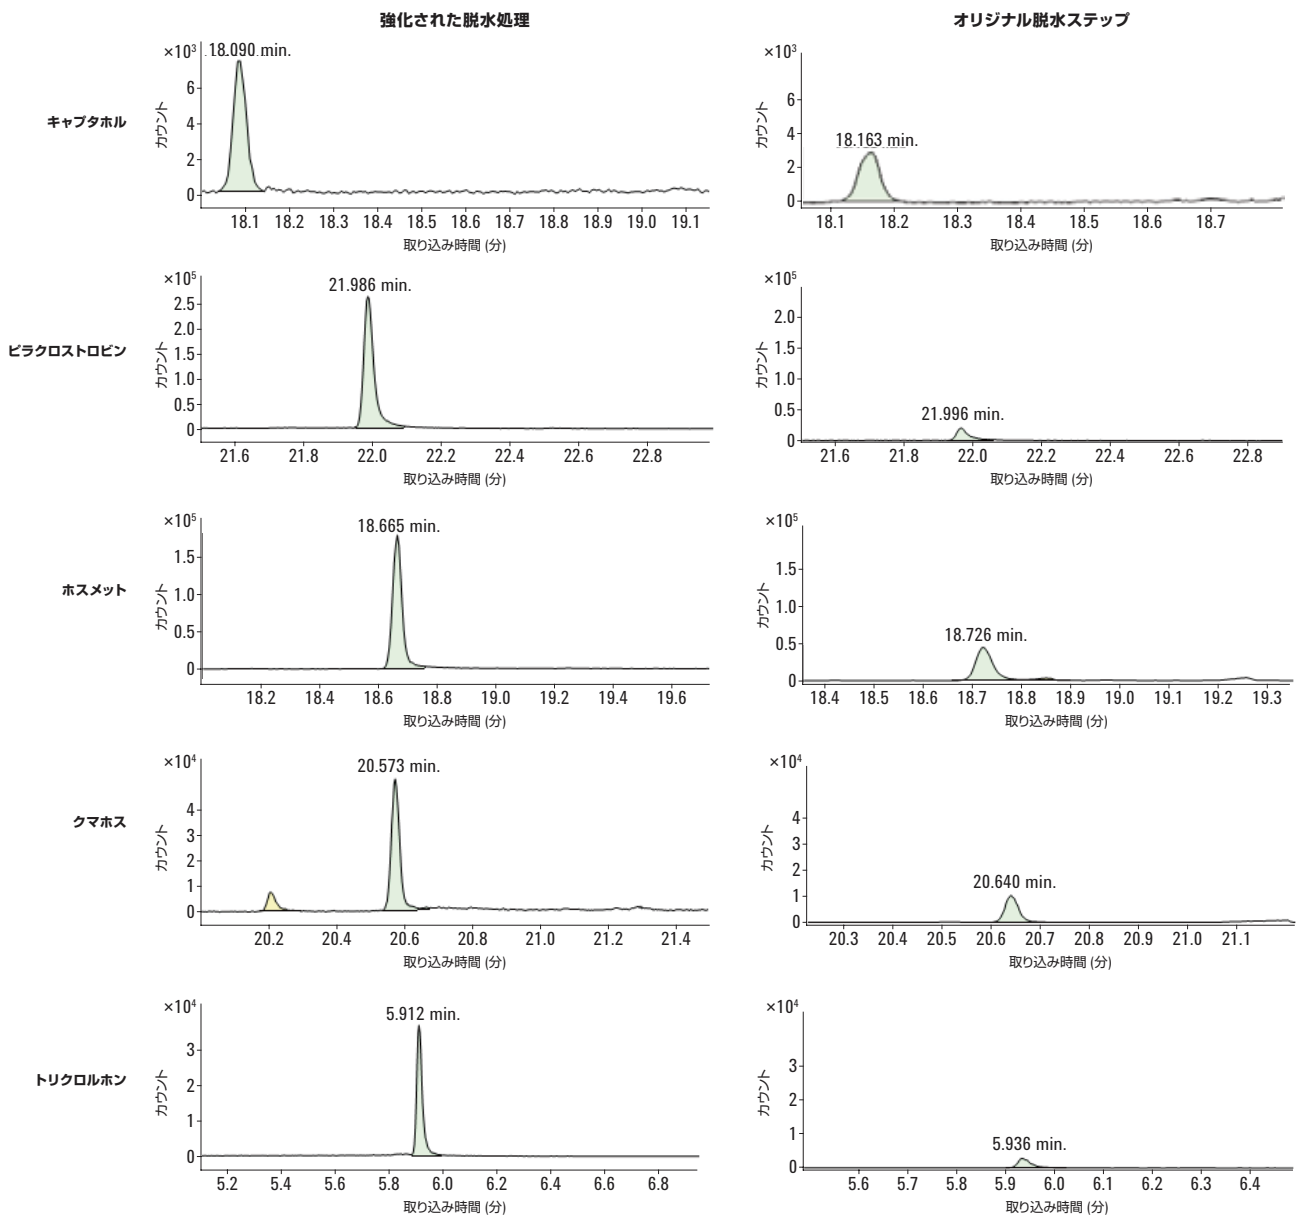 強化された脱水処理
オリジナル脱水ステップ
キャプタホル
×10³
18.090 min.
カウント
6
4
2
0
18.1 18.2 18.3 18.4 18.5 18.6 18.7 18.8 18.9 19.0 19.1
取り込み時間 (分)
×10³
18.163 min.
カウント
6
4
2
0
18.1 18.2 18.3 18.4 18.5 18.6 18.7
取り込み時間 (分)
ピラクロストロビン
×10⁵
21.986 min.
カウント
2.5
2.0
1.5
1.0
0.5
0
21.6 21.8 22.0 22.2 22.4 22.6 22.8
取り込み時間 (分)
×10⁵
21.996 min.
カウント
2.0
1.5
1.0
0.5
0
21.6 21.8 22.0 22.2 22.4 22.6 22.8
取り込み時間 (分)
ホスメット
×10⁵
18.665 min.
カウント
1.5
1.0
0.5
0
18.2 18.4 18.6 18.8 19.0 19.2 19.4 19.6
取り込み時間 (分)
×10⁵
18.726 min.
カウント
1.5
1.0
0.5
0
18.4 18.5 18.6 18.7 18.8 18.9 19.0 19.1 19.2 19.3
取り込み時間 (分)
クマホス
×10⁴
20.573 min.
カウント
4
3
2
1
0
20.2 20.4 20.6 20.8 21.0 21.2 21.4
取り込み時間 (分)
×10⁴
20.640 min.
カウント
4
3
2
1
0
20.3 20.4 20.5 20.6 20.7 20.8 20.9 21.0 21.1
取り込み時間 (分)
トリクロルホン
×10⁴
5.912 min.
カウント
3
2
1
0
5.2 5.4 5.6 5.8 6.0 6.2 6.4 6.6 6.8
取り込み時間 (分)
×10⁴
5.936 min.
カウント
3
2
1
0
5.6 5.7 5.8 5.9 6.0 6.1 6.2 6.3 6.4
取り込み時間 (分)